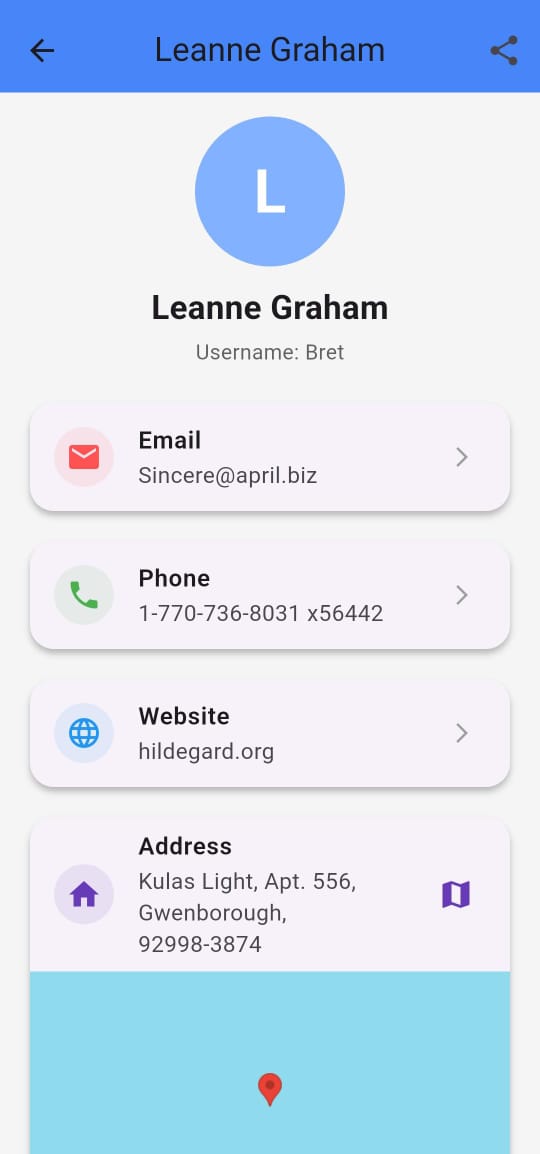 Leanne Graham
L
Leanne Graham
Username: Bret
Email
Sincere@april.biz
Phone
1-770-736-8031 x56442
Website
hildegard.org
Address
Kulas Light, Apt. 556,
Gwenborough,
92998-3874